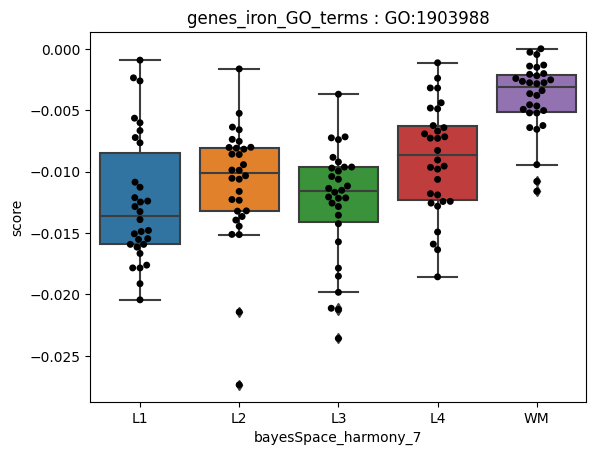 genes_iron_GO_terms : GO:1903988
0.000
−0.005
−0.010
−0.015
−0.020
−0.025
score
L1 L2 L3 L4 WM
bayesSpace_harmony_7